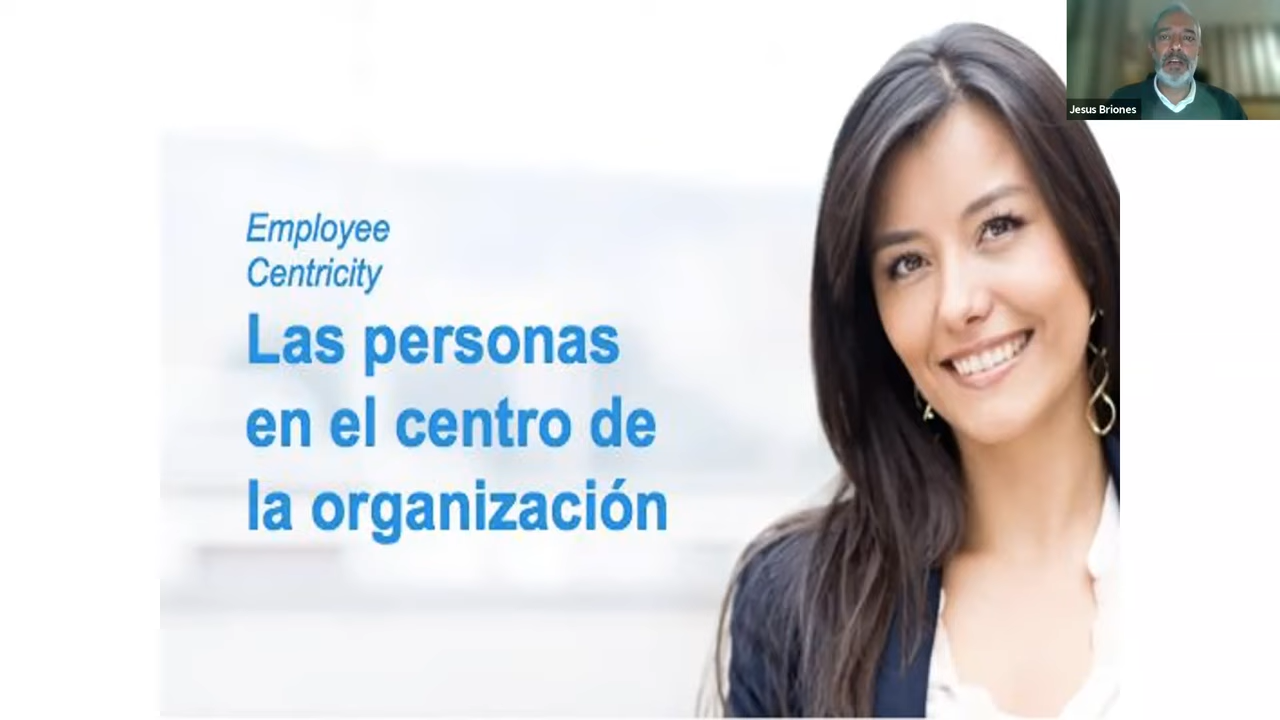 Jesus Briones
Employee
Centricity
Las personas
en el centro de
la organización